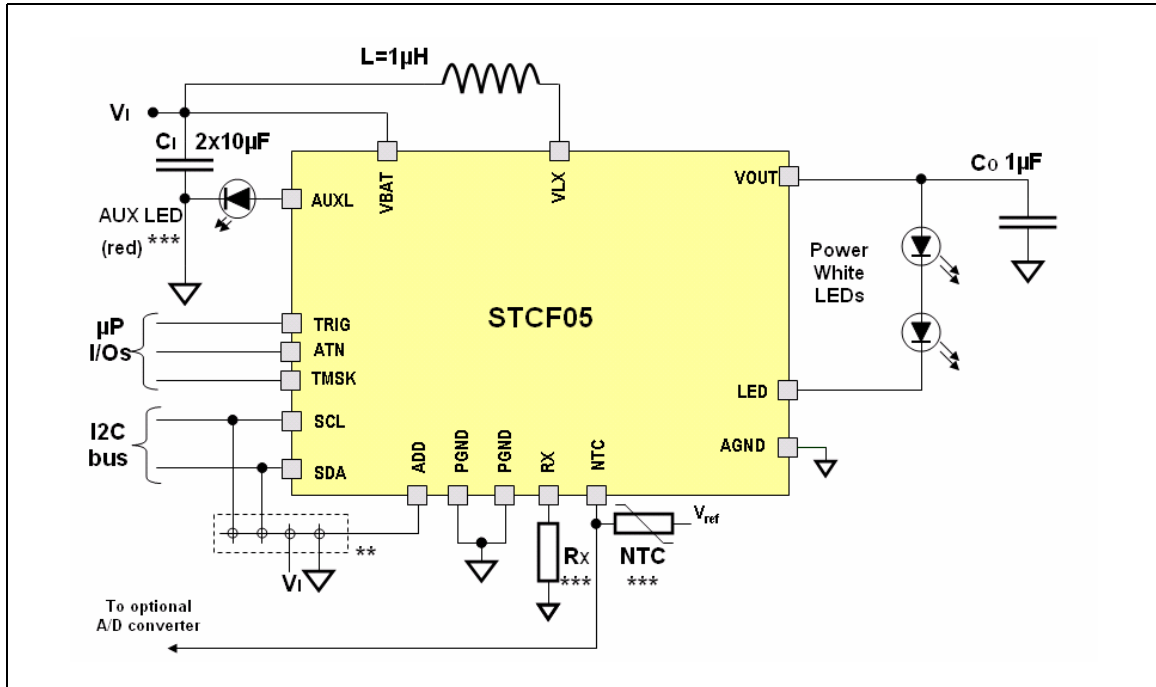 L=1µH
VI
CI 2x10µF
AUX LED
(red) ***
AUXL
VBAT
VLX
VOUT
CO 1µF
Power
White
LEDs
STCF05
µP
I/Os
TRIG
ATN
TMSK
LED
I2C
bus
SCL
SDA
ADD
PGND
PGND
RX
NTC
AGND
**
VI
RX
***
NTC
***
Vref
To optional
A/D converter